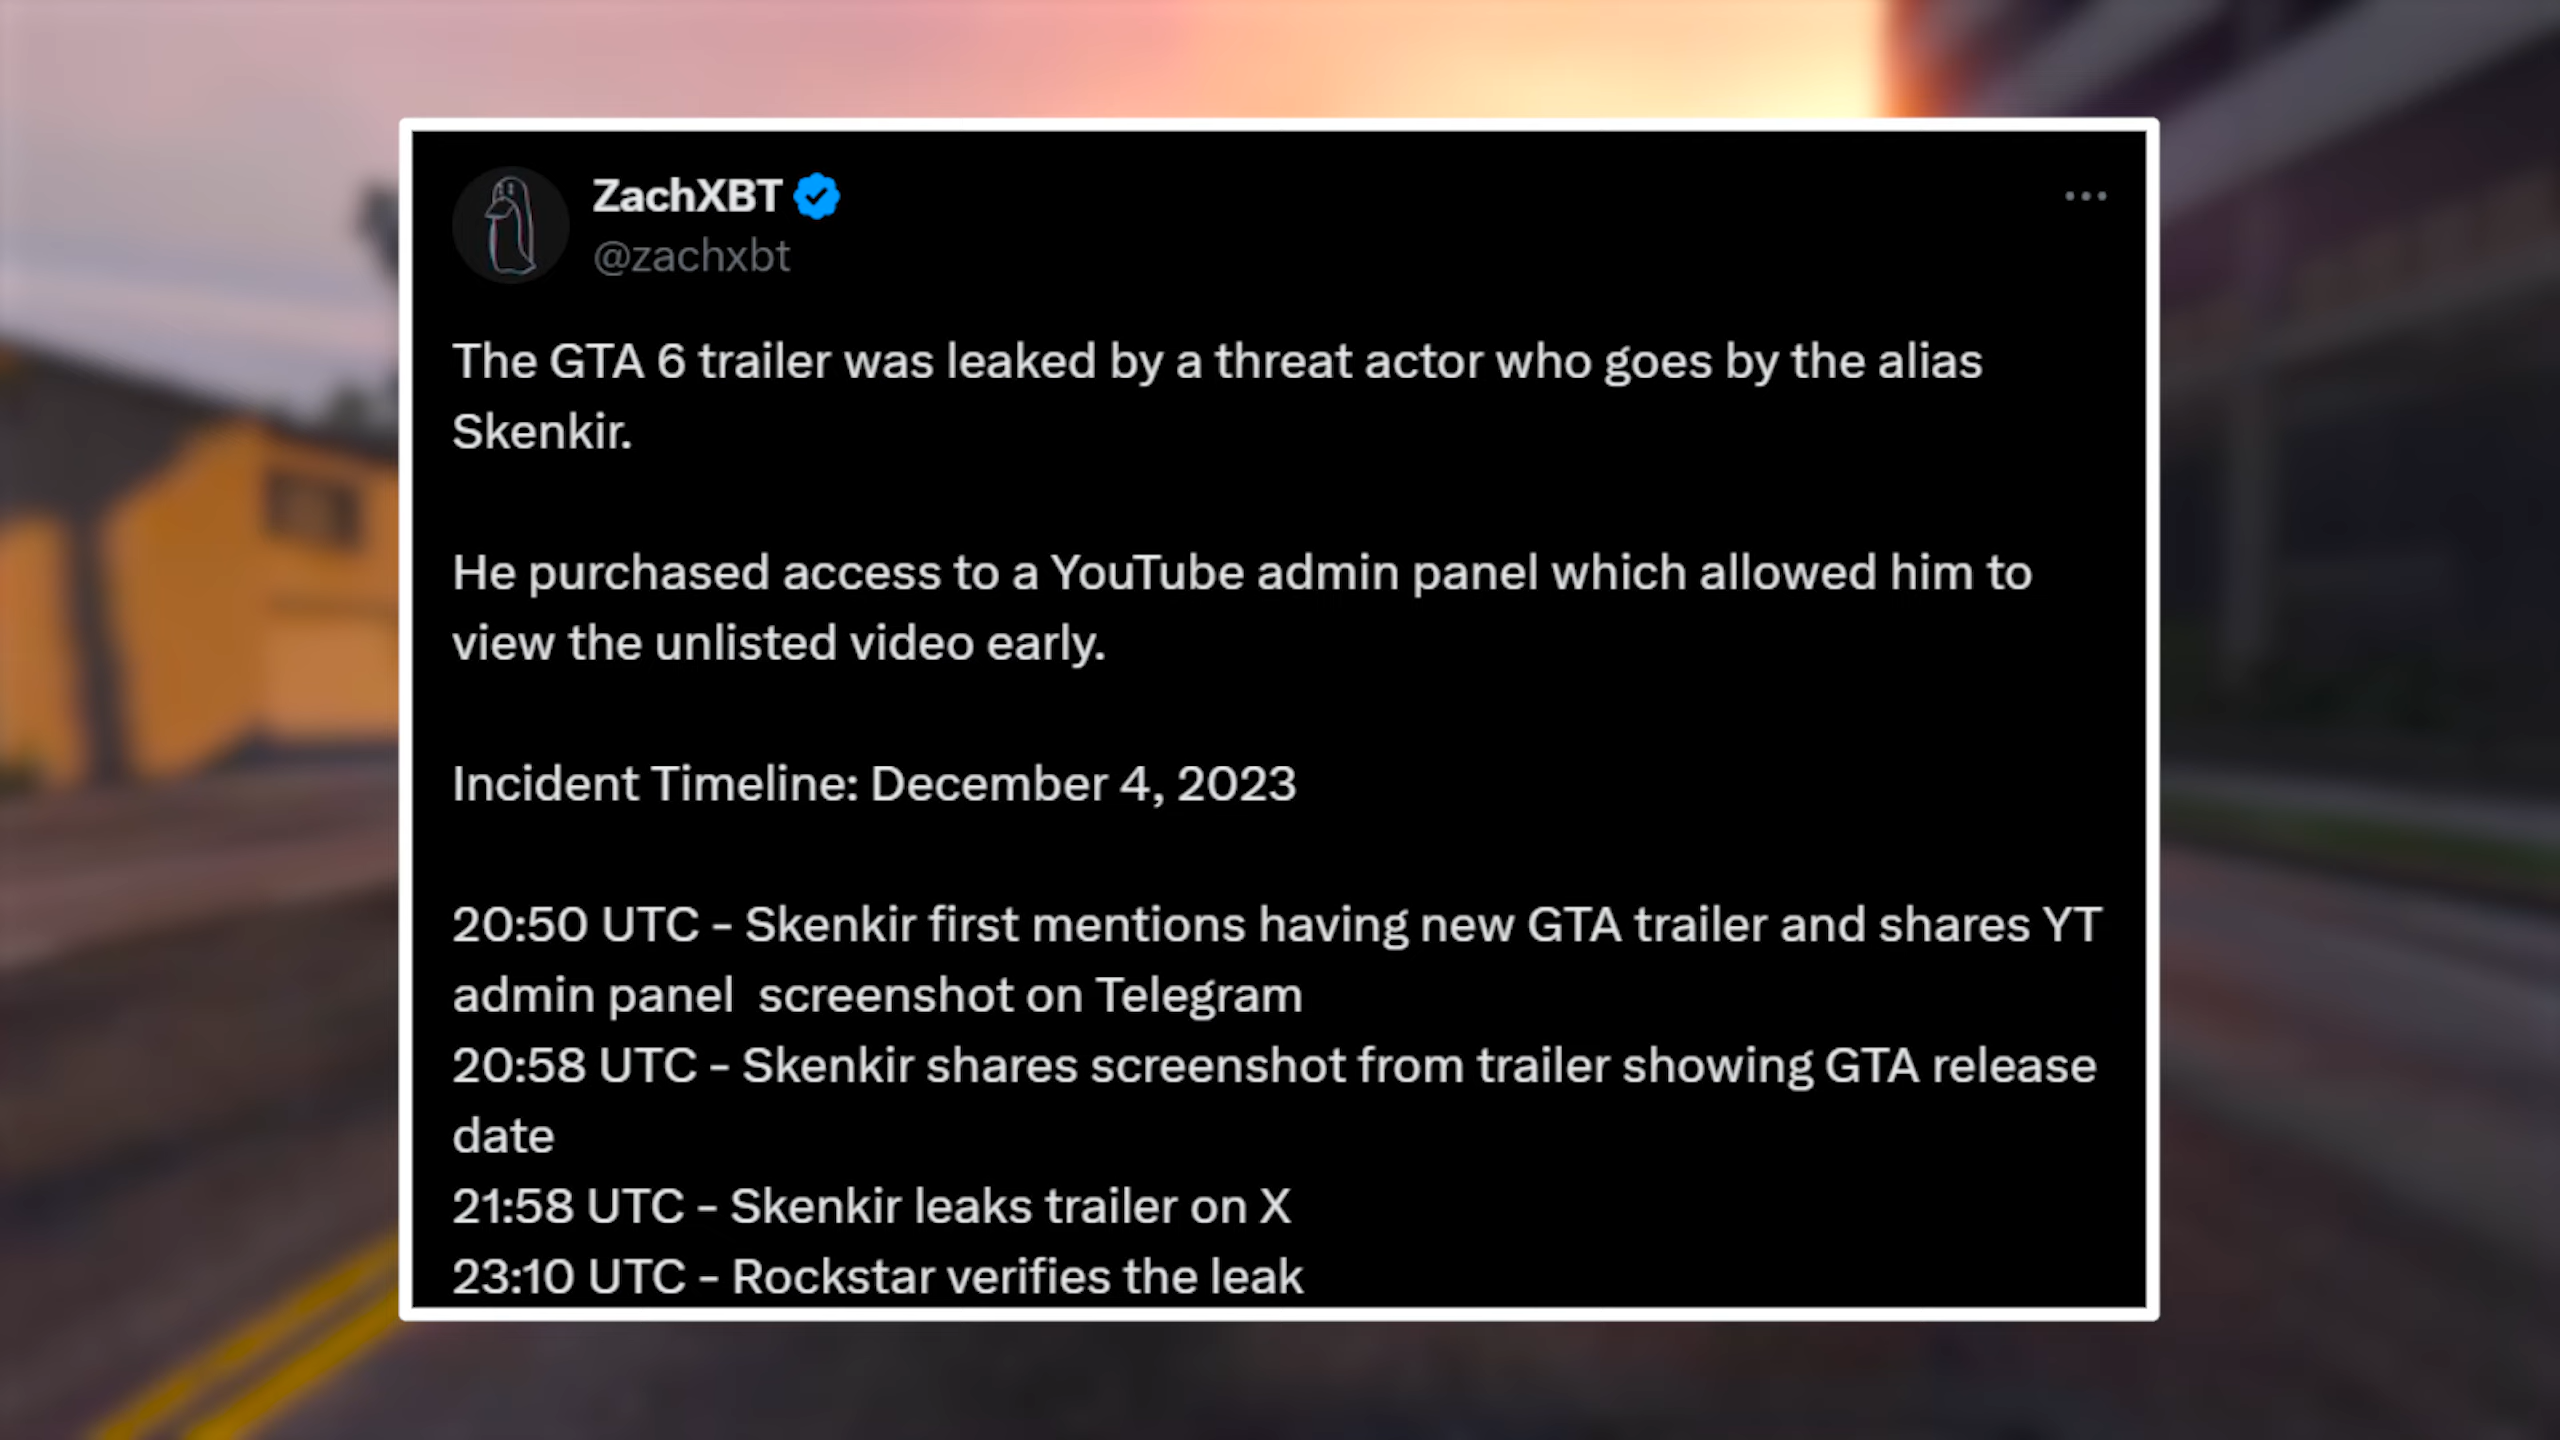 ZachXBT
@zachxbt
The GTA 6 trailer was leaked by a threat actor who goes by the alias
Skenkir.
He purchased access to a YouTube admin panel which allowed him to
view the unlisted video early.
Incident Timeline: December 4, 2023
20:50 UTC – Skenkir first mentions having new GTA trailer and shares YT
admin panel  screenshot on Telegram
20:58 UTC – Skenkir shares screenshot from trailer showing GTA release
date
21:58 UTC – Skenkir leaks trailer on X
23:10 UTC – Rockstar verifies the leak